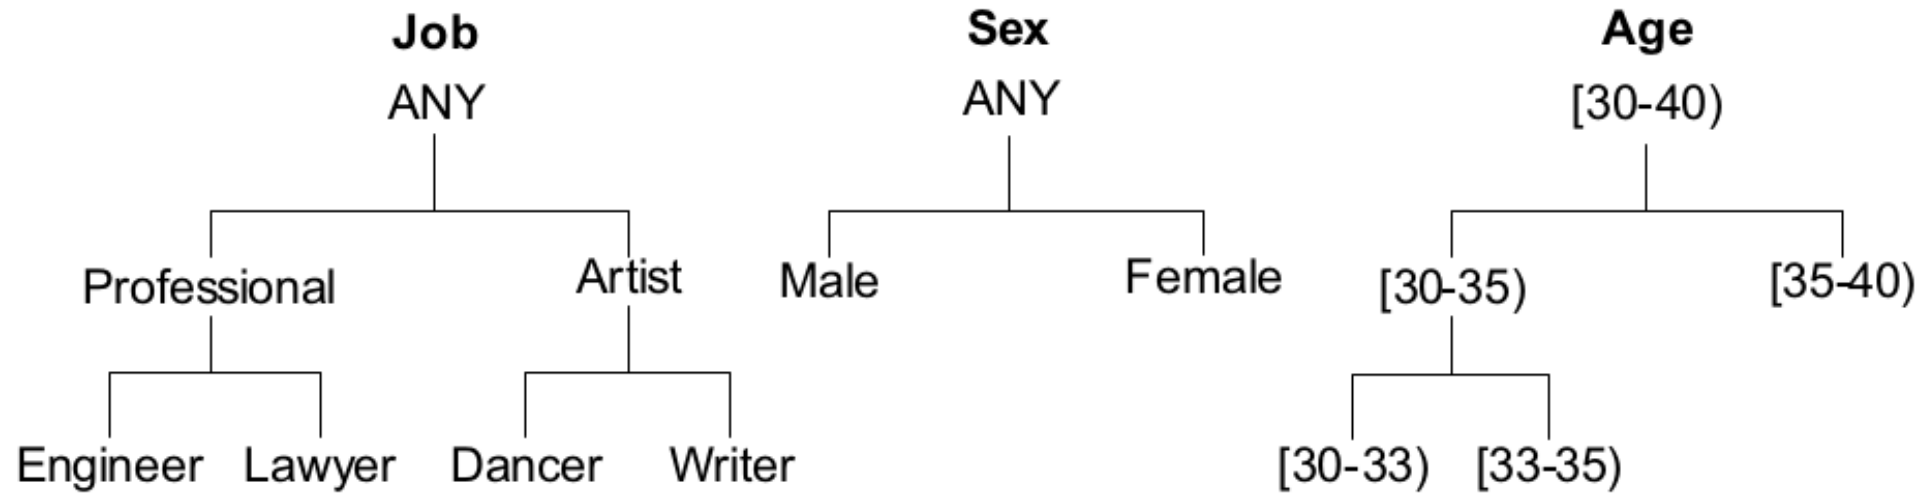 Job Sex Age
ANY ANY [30-40)
Professional Artist Male Female [30-35) [35-40)
Engineer Lawyer Dancer Writer [30-33) [33-35)